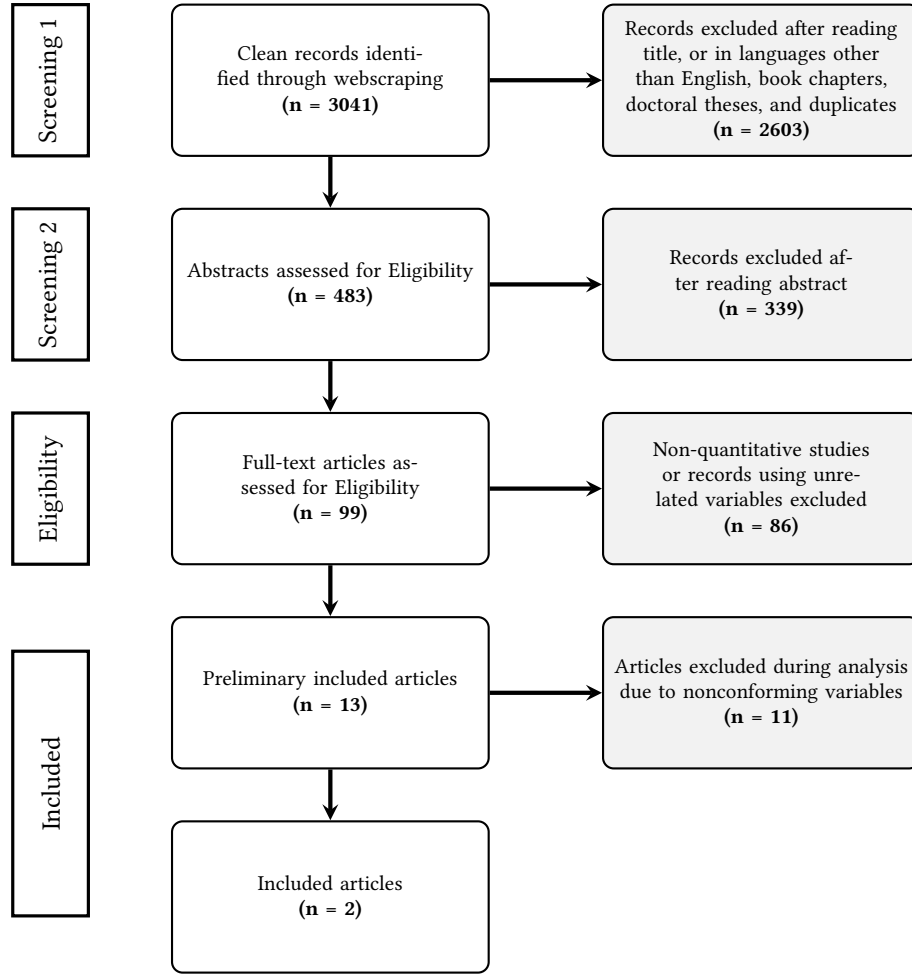 Screening 1
Clean records identi-
fied through webscraping
(n = 3041)
Records excluded after reading
title, or in languages other
than English, book chapters,
doctoral theses, and duplicates
(n = 2603)
Screening 2
Abstracts assessed for Eligibility
(n = 483)
Records excluded af-
ter reading abstract
(n = 339)
Eligibility
Full-text articles as-
sessed for Eligibility
(n = 99)
Non-quantitative studies
or records using unre-
lated variables excluded
(n = 86)
Included
Preliminary included articles
(n = 13)
Articles excluded during analysis
due to nonconforming variables
(n = 11)
Included articles
(n = 2)